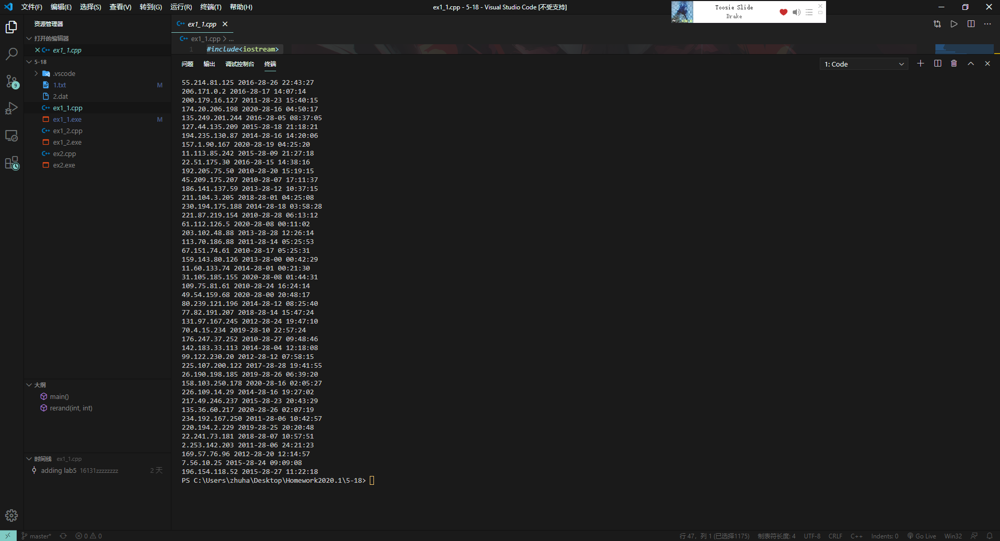 文件(F) 编辑(E) 选择(S) 查看(V) 转到(G) 运行(R) 终端(T) 帮助(H)
ex1_1.cpp - 5-18 - Visual Studio Code [不受支持]
Toosie Slide
Drake
资源管理器
打开的编辑器
ex1_1.cpp
5-18
.vscode
1.txt M
2.dat
ex1_1.cpp
ex1_1.exe M
ex1_2.cpp
ex1_2.exe
ex2.cpp
ex2.exe
大纲
main()
rerand(int, int)
时间线 ex1_1.cpp
adding lab5 16131zzzzzzzz 2 天
9
ex1_1.cpp
ex1_1.cpp > ...
1 #include<iostream>
问题 输出 调试控制台 终端
1: Code
55.214.81.125 2016-28-26 22:43:27
206.171.0.2 2016-28-17 14:07:14
200.179.16.127 2011-28-23 15:40:15
174.20.206.198 2020-28-16 04:50:17
135.249.201.244 2016-28-05 08:37:05
127.44.135.209 2015-28-18 21:18:21
194.235.130.87 2014-28-16 14:20:06
157.1.90.167 2020-28-19 04:25:20
11.113.85.242 2015-28-09 21:27:18
22.51.175.30 2016-28-15 14:38:16
192.205.75.50 2010-28-20 15:19:15
45.209.175.207 2010-28-07 17:11:37
186.141.137.59 2013-28-12 10:37:15
211.104.3.205 2018-28-01 04:25:08
230.194.175.188 2014-28-18 03:58:28
221.87.219.154 2010-28-28 06:13:12
61.112.126.5 2020-28-08 00:11:02
203.102.48.88 2013-28-28 12:26:14
113.70.186.88 2011-28-14 05:25:53
67.151.74.61 2010-28-17 05:25:31
159.143.80.126 2013-28-00 00:42:29
11.60.133.74 2014-28-01 00:21:30
31.105.185.155 2020-28-08 01:44:31
109.75.81.61 2010-28-24 16:24:14
49.54.159.68 2020-28-00 20:48:17
80.239.121.196 2014-28-12 08:25:40
77.82.191.207 2018-28-14 15:47:24
131.97.167.245 2012-28-24 19:47:10
70.4.15.234 2019-28-10 22:57:24
176.247.37.252 2010-28-27 09:48:46
142.183.33.113 2014-28-04 12:18:08
99.122.230.20 2012-28-12 07:58:15
225.107.200.122 2017-28-28 19:41:55
26.190.198.185 2019-28-26 06:39:20
158.103.250.178 2020-28-16 02:05:27
226.109.14.29 2014-28-16 19:27:02
217.49.246.237 2015-28-23 20:43:29
135.36.60.217 2020-28-26 02:07:19
234.192.167.250 2011-28-06 10:42:57
220.194.2.229 2019-28-25 20:20:48
22.241.73.181 2018-28-07 10:57:51
2.253.142.203 2011-28-06 24:21:23
169.57.76.96 2012-28-20 12:14:57
7.56.10.25 2015-28-24 09:09:08
196.154.118.52 2015-28-27 11:22:18
PS C:\Users\zhuha\Desktop\Homework2020.1\5-18>
master* 0 0 行 47，列 1 (已选择1175) 制表符长度: 4 UTF-8 CRLF C++ Indents: 0 Go Live Win32